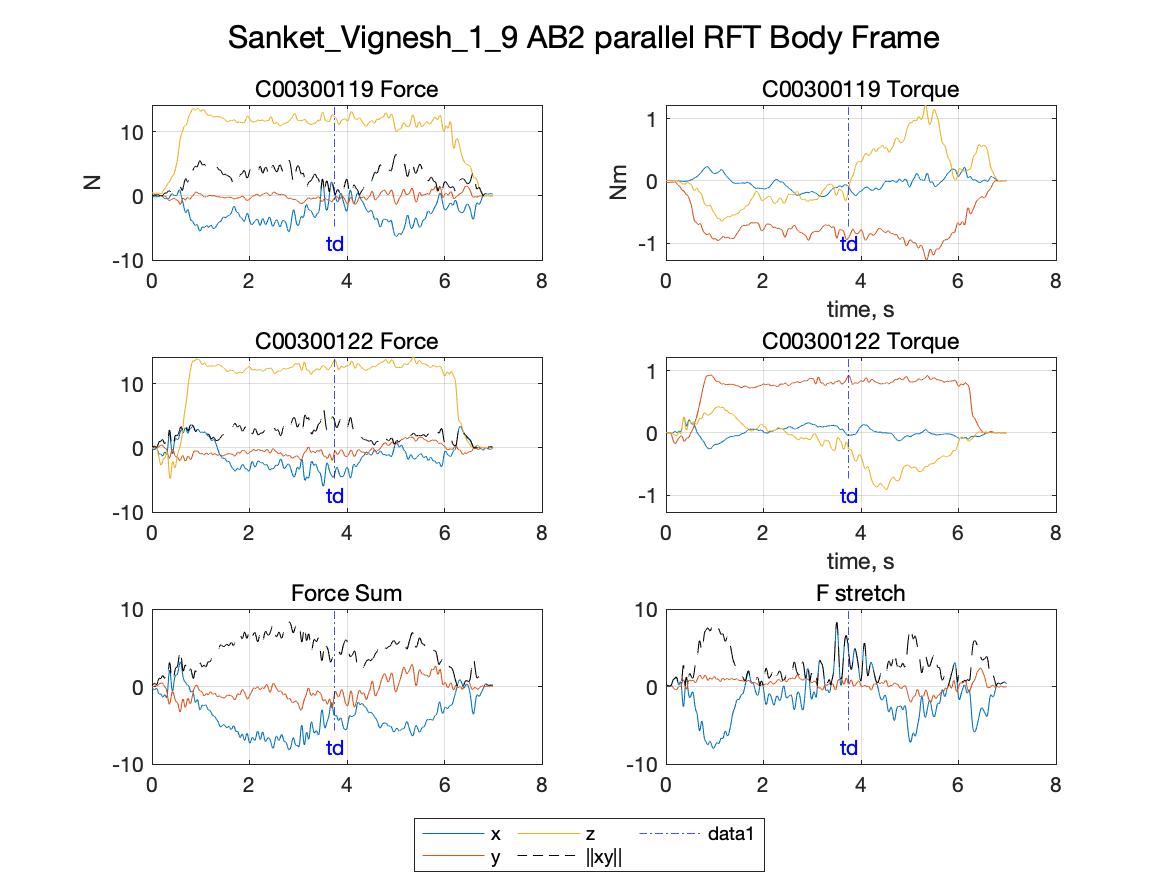 Sanket_Vignesh_1_9 AB2 parallel RFT Body Frame
C00300119 Force
10
0
-10
N
0 2 4 6 8
td
C00300119 Torque
1
0
-1
Nm
0 2 4 6 8
td
time, s
C00300122 Force
10
0
-10
0 2 4 6 8
td
C00300122 Torque
1
0
-1
0 2 4 6 8
td
time, s
Force Sum
10
0
-10
0 2 4 6 8
td
F stretch
10
0
-10
0 2 4 6 8
td
x z data1
y ||xy||